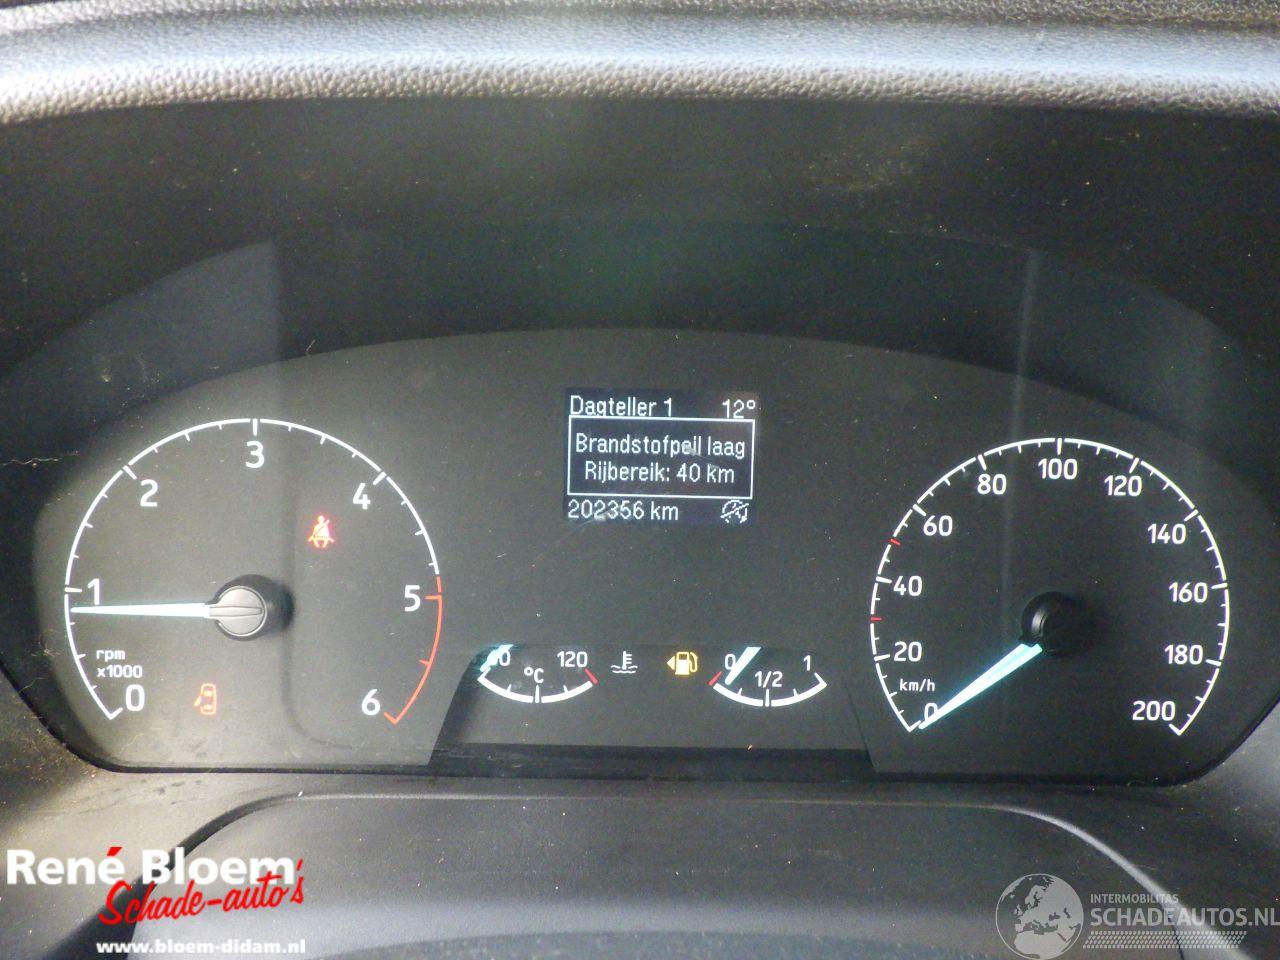 Dagteller 1 12°
Brandstofpeil laag
Rijbereik: 40 km
202356 km
0 1 2 3 4 5 6
rpm
x1000
120
°C
0 1/2 1
0 20 40 60 80 100 120 140 160 180 200
km/h
René Bloem
Schade-auto's
www.bloem-didam.nl
INTERMOBILITAS
SCHADEAUTOS.NL